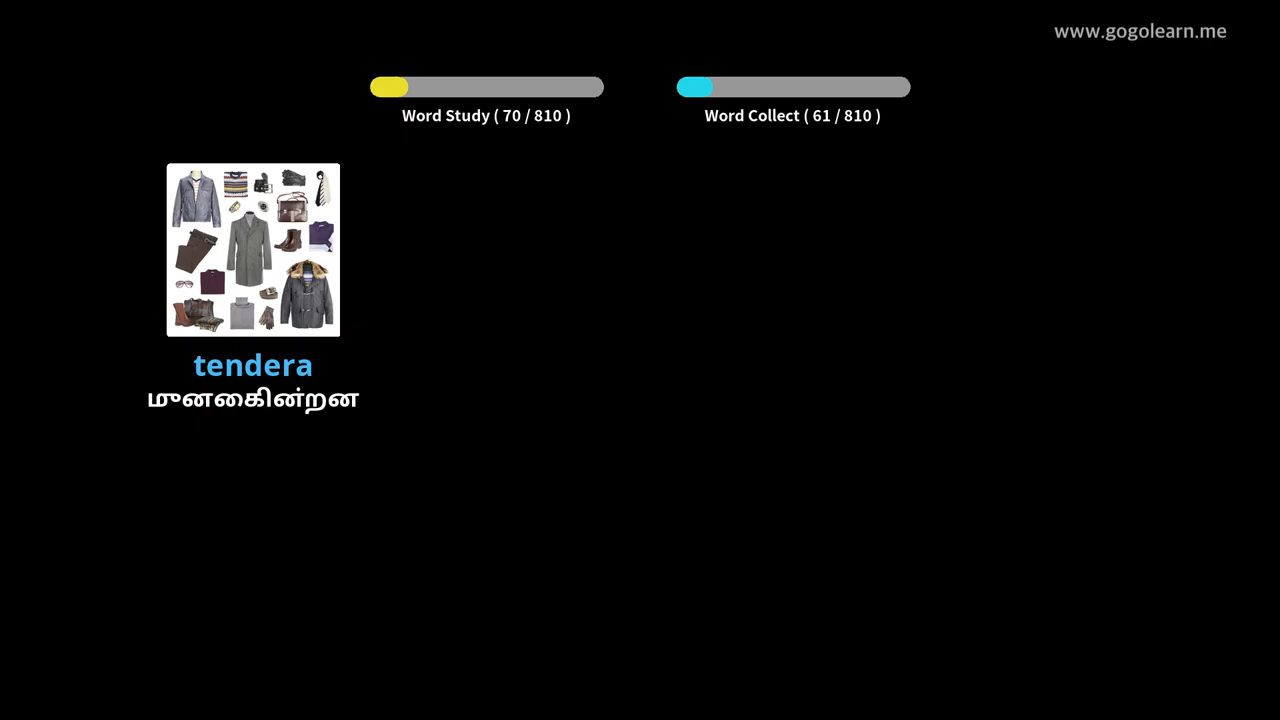 www.gogolearn.me
Word Study ( 70 / 810 )
Word Collect ( 61 / 810 )
tendera
முனகின்றன